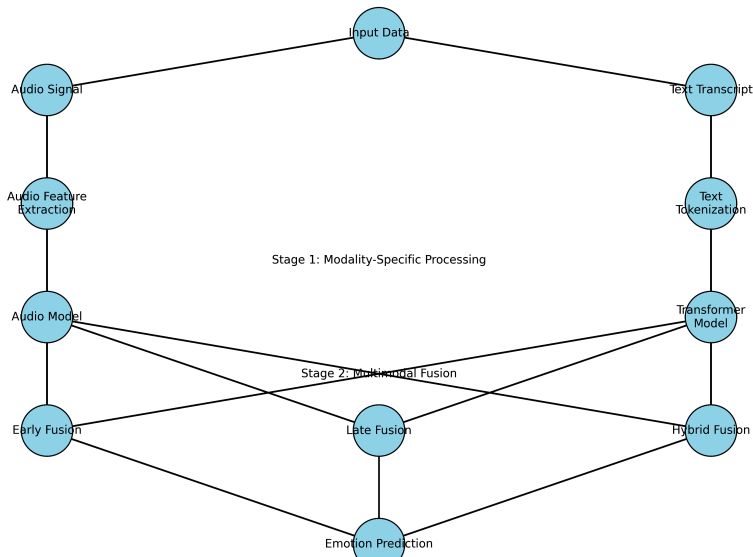 Input Data
Audio Signal
Text Transcript
Audio Feature
Extraction
Text
Tokenization
Stage 1: Modality-Specific Processing
Audio Model
Transformer
Model
Stage 2: Multimodal Fusion
Early Fusion
Late Fusion
Hybrid Fusion
Emotion Prediction